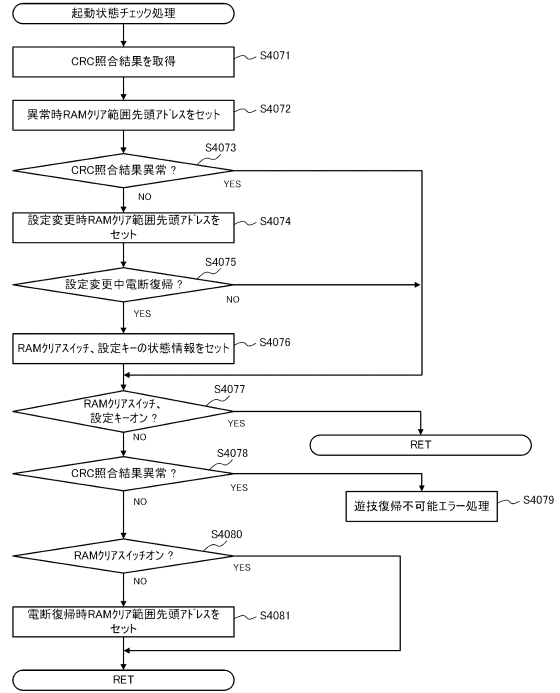 起動状態チェック処理
CRC照合結果を取得
S4071
異常時RAMクリア範囲先頭アドレスをセット
S4072
S4073
CRC照合結果異常？
YES
NO
設定変更時RAMクリア範囲先頭アドレスを
セット
S4074
S4075
設定変更中電断復帰？
NO
YES
RAMクリアスイッチ、設定キーの状態情報をセット
S4076
S4077
RAMクリアスイッチ、
設定キーオン？
YES
NO
RET
S4078
CRC照合結果異常？
YES
NO
遊技復帰不可能エラー処理
S4079
S4080
RAMクリアスイッチオン？
YES
NO
電断復帰時RAMクリア範囲先頭アドレスを
セット
S4081
RET